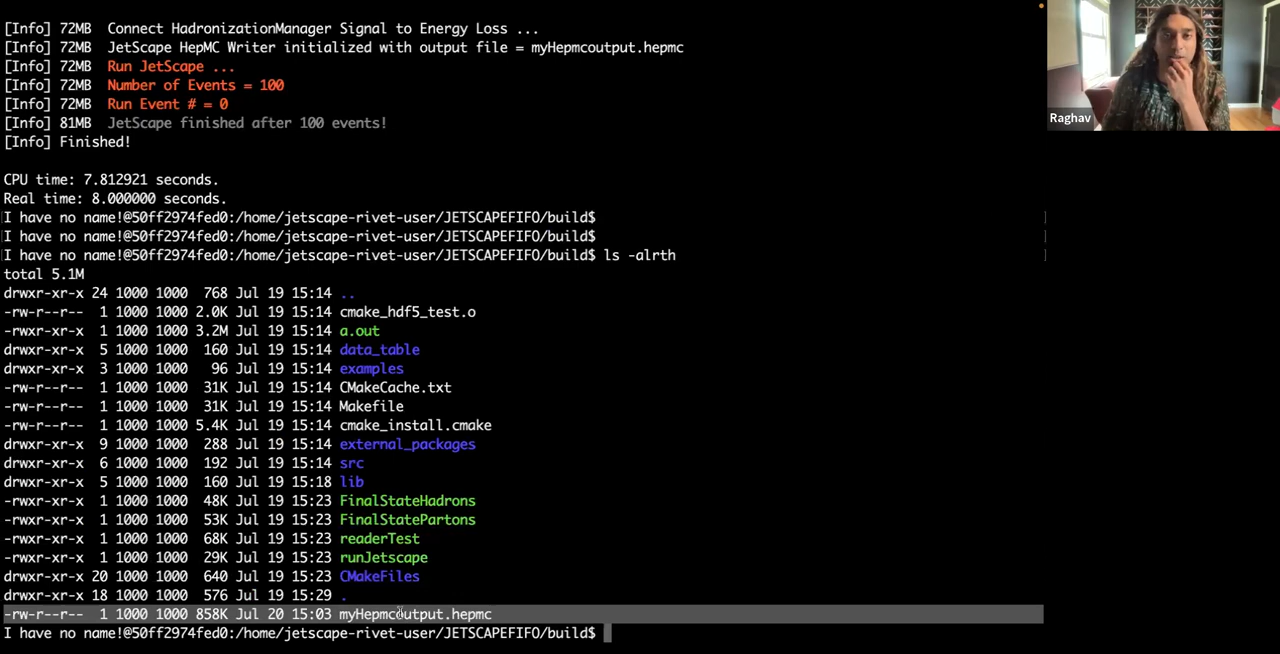 [Info] 72MB  Connect HadronizationManager Signal to Energy Loss ...
[Info] 72MB  JetScape HepMC Writer initialized with output file = myHepmcoutput.hepmc
[Info] 72MB  Run JetScape ...
[Info] 72MB  Number of Events = 100
[Info] 72MB  Run Event # = 0
[Info] 81MB  JetScape finished after 100 events!
[Info] Finished!
CPU time: 7.812921 seconds.
Real time: 8.000000 seconds.
I have no name!@50ff2974fed0:/home/jetscape-rivet-user/JETSCAPEFIFO/build$
I have no name!@50ff2974fed0:/home/jetscape-rivet-user/JETSCAPEFIFO/build$
I have no name!@50ff2974fed0:/home/jetscape-rivet-user/JETSCAPEFIFO/build$ ls -alrth
total 5.1M
drwxr-xr-x 24 1000 1000  768 Jul 19 15:14 ..
-rw-r--r--  1 1000 1000 2.0K Jul 19 15:14 cmake_hdf5_test.o
-rwxr-xr-x  1 1000 1000 3.2M Jul 19 15:14 a.out
drwxr-xr-x  5 1000 1000  160 Jul 19 15:14 data_table
drwxr-xr-x  3 1000 1000   96 Jul 19 15:14 examples
-rw-r--r--  1 1000 1000  31K Jul 19 15:14 CMakeCache.txt
-rw-r--r--  1 1000 1000  31K Jul 19 15:14 Makefile
-rw-r--r--  1 1000 1000 5.4K Jul 19 15:14 cmake_install.cmake
drwxr-xr-x  9 1000 1000  288 Jul 19 15:14 external_packages
drwxr-xr-x  6 1000 1000  192 Jul 19 15:14 src
drwxr-xr-x  5 1000 1000  160 Jul 19 15:18 lib
-rwxr-xr-x  1 1000 1000  48K Jul 19 15:23 FinalStateHadrons
-rwxr-xr-x  1 1000 1000  53K Jul 19 15:23 FinalStatePartons
-rwxr-xr-x  1 1000 1000  68K Jul 19 15:23 readerTest
-rwxr-xr-x  1 1000 1000  29K Jul 19 15:23 runJetscape
drwxr-xr-x 20 1000 1000  640 Jul 19 15:23 CMakeFiles
drwxr-xr-x 18 1000 1000  576 Jul 19 15:29 .
-rw-r--r--  1 1000 1000 858K Jul 20 15:03 myHepmcoutput.hepmc
I have no name!@50ff2974fed0:/home/jetscape-rivet-user/JETSCAPEFIFO/build$
Raghav